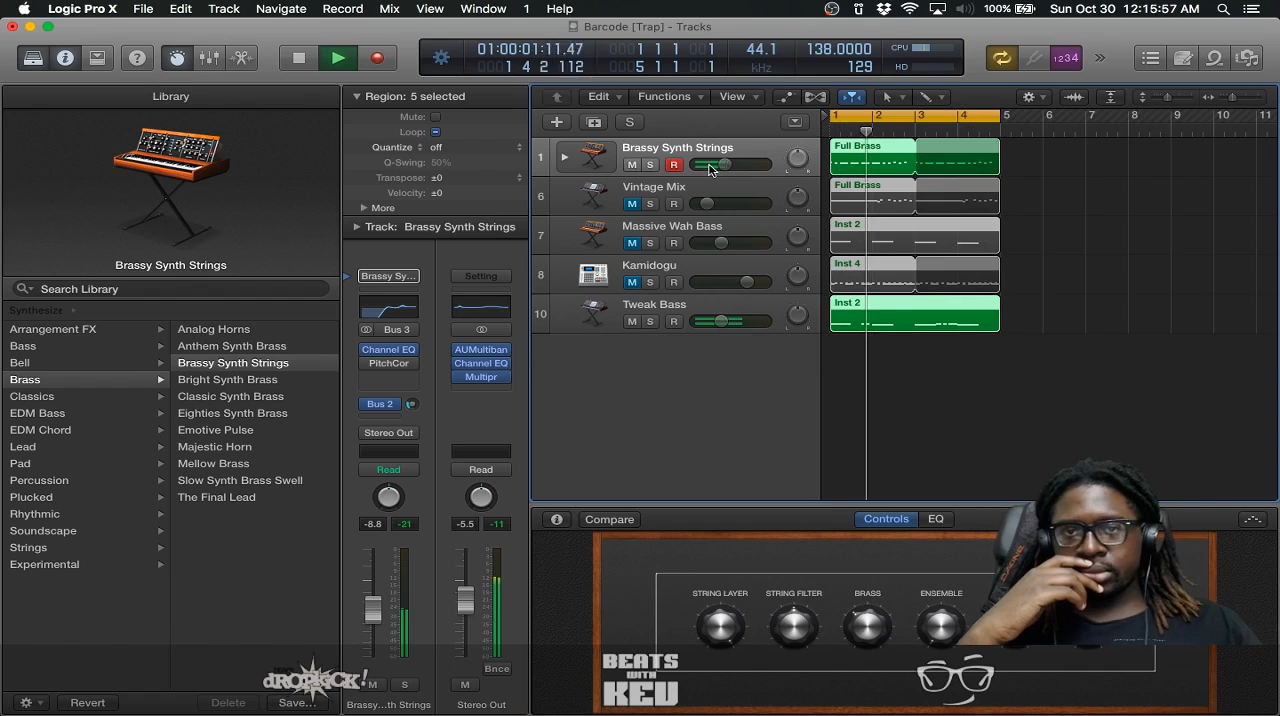 Logic Pro X File Edit Track Navigate Record Mix View Window 1 Help 100% Sun Oct 30 12:15:57 AM
Barcode [Trap] - Tracks
01:00:01:11.47 001 1 1 001 44.1 138.0000 CPU
1 4 2 112 005 1 1 001 kHz 129 HD
1234
Library
Region: 5 selected
Edit Functions View
Mute:
Loop:
Quantize off
Q-Swing: 50%
Transpose: ±0
Velocity: ±0
More
Track: Brassy Synth Strings
Brassy Synth Strings
Search Library
Synthesizer
Arrangement FX
Bass
Bell
Brass
Classics
EDM Bass
EDM Chord
Lead
Pad
Percussion
Plucked
Rhythmic
Soundscape
Strings
Experimental
Analog Horns
Anthem Synth Brass
Brassy Synth Strings
Bright Synth Brass
Classic Synth Brass
Eighties Synth Brass
Emotive Pulse
Majestic Horn
Mellow Brass
Slow Synth Brass Swell
The Final Lead
Revert Delete Save...
Brassy Sy... Setting
Bus 3
Channel EQ AUMultiban
PitchCor Channel EQ
Multipr
Bus 2
Stereo Out
Read Read
-8.8 -21 -5.5 -11
Bnce
M S M
Brassy...th Strings Stereo Out
S
1 2 3 4 5 6 7 8 9 10 11
1 Brassy Synth Strings Full Brass
M S R
6 Vintage Mix Full Brass
M S R
7 Massive Wah Bass Inst 2
M S R
8 Kamidogu Inst 4
M S R
10 Tweak Bass Inst 2
M S R
Compare Controls EQ
STRING LAYER STRING FILTER BRASS ENSEMBLE
BEATS
WITH
KEV
dROPKiCK!